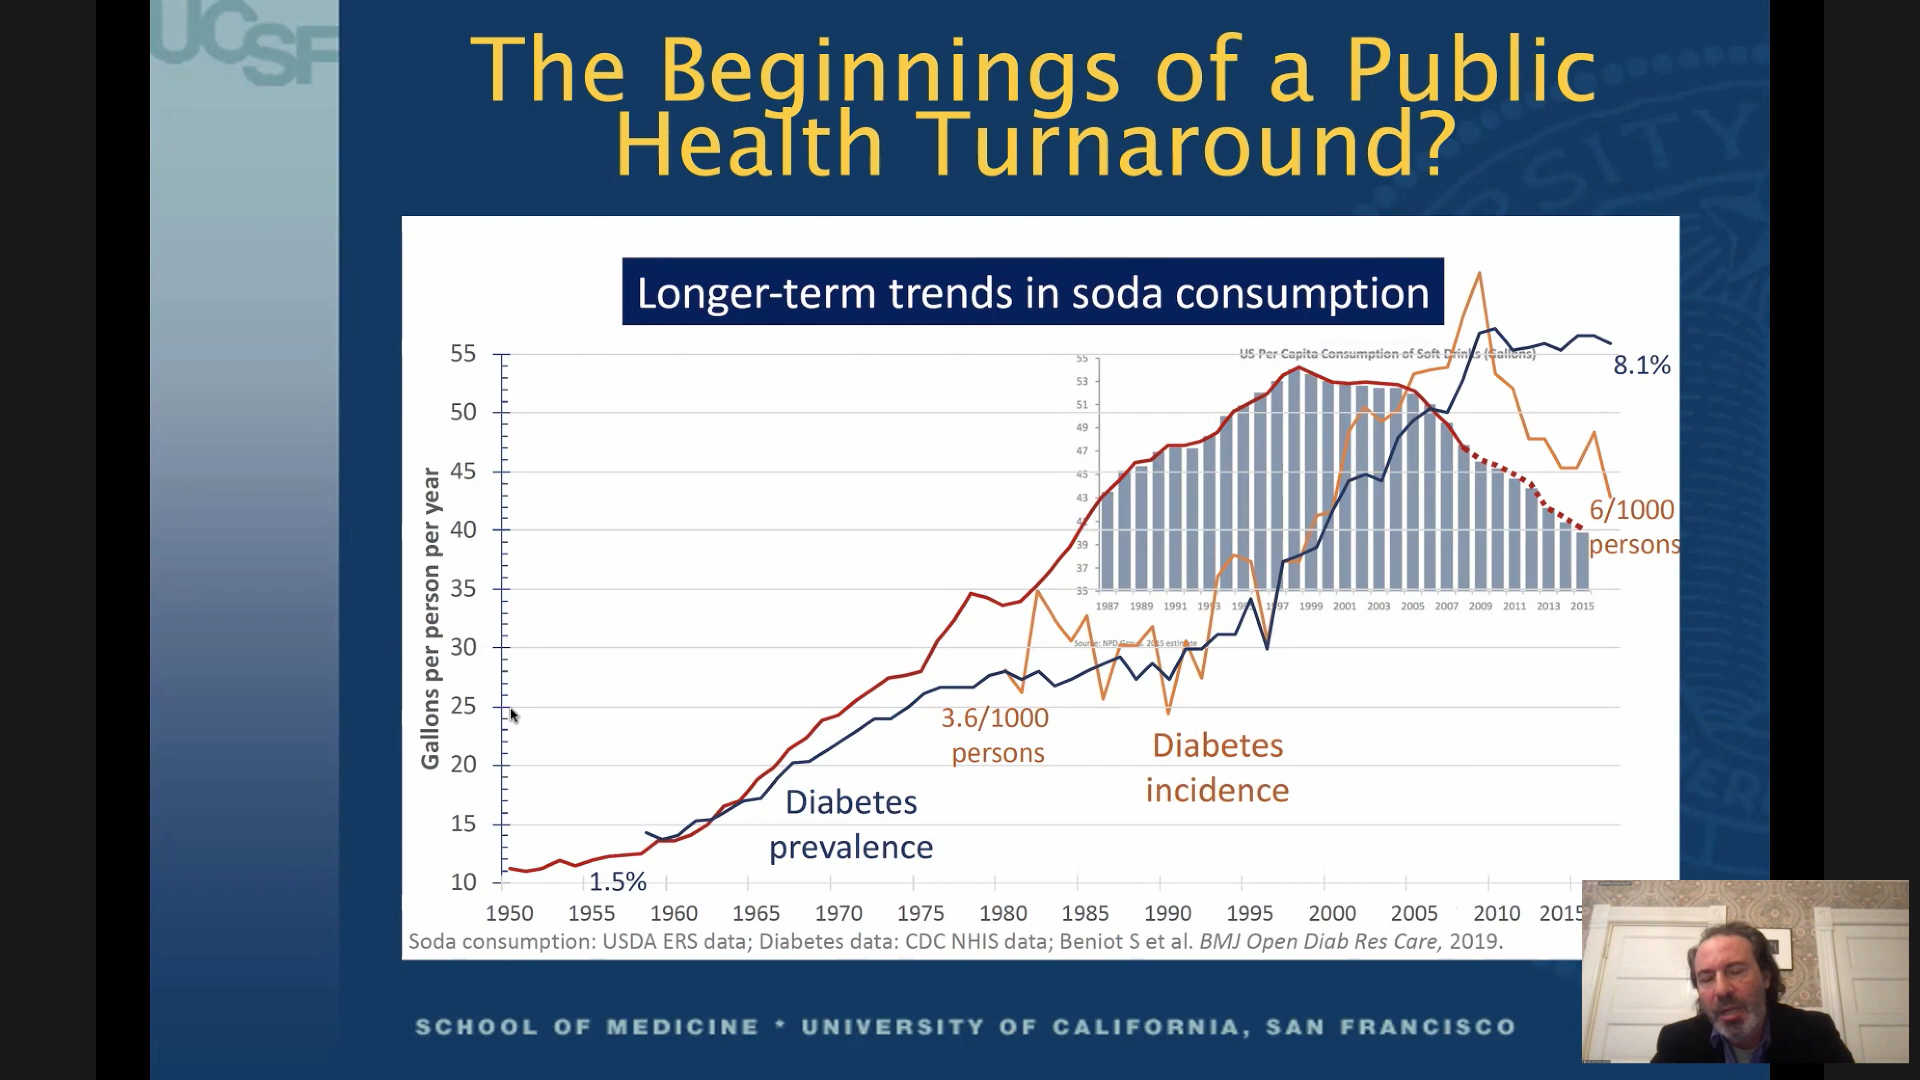 UCSF
The Beginnings of a Public
Health Turnaround?
Longer-term trends in soda consumption
US Per Capita Consumption of Soft Drinks (Gallons)
55
50
45
40
35
30
25
20
15
10
Gallons per person per year
55
53
51
49
47
45
43
39
37
35
1987 1989 1991 1993 1997 1999 2001 2003 2005 2007 2009 2011 2013 2015
Source: NPD Group, 2015 estimate
8.1%
6/1000
persons
3.6/1000
persons
Diabetes
incidence
Diabetes
prevalence
1.5%
1950 1955 1960 1965 1970 1975 1980 1985 1990 1995 2000 2005 2010 2015
Soda consumption: USDA ERS data; Diabetes data: CDC NHIS data; Beniot S et al. BMJ Open Diab Res Care, 2019.
SCHOOL OF MEDICINE * UNIVERSITY OF CALIFORNIA, SAN FRANCISCO